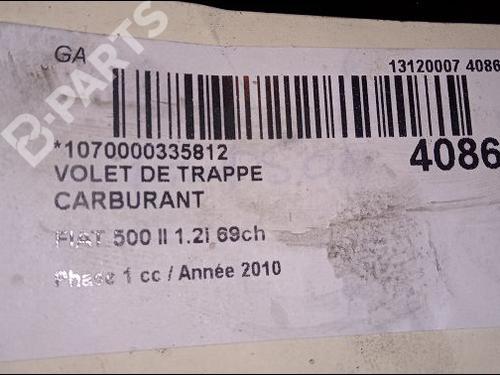 GA
13120007 4086
B-PARTS
*1070000335812
4086
VOLET DE TRAPPE
CARBURANT
FIAT 500 II 1.2i 69ch
Phase 1 cc / Année 2010